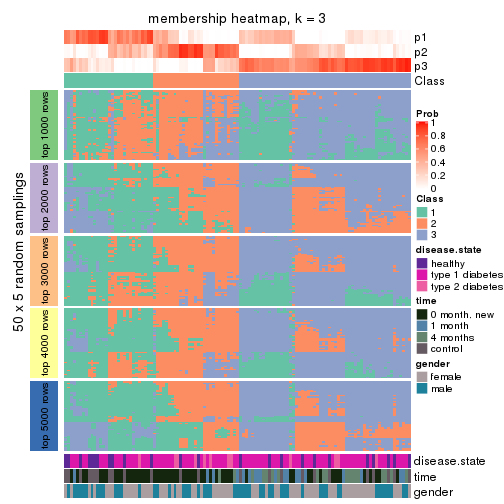 membership heatmap, k = 3
p1
p2
p3
Class
50 x 5 random samplings
top 1000 rows
top 2000 rows
top 3000 rows
top 4000 rows
top 5000 rows
Prob
1
0.8
0.6
0.4
0.2
0
Class
1
2
3
disease.state
healthy
type 1 diabetes
type 2 diabetes
time
0 month. new
1 month
4 months
control
gender
female
male
disease.state
time
gender